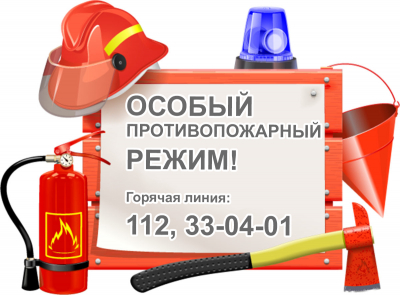 ОСОБЫЙ
ПРОТИВОПОЖАРНЫЙ
РЕЖИМ!
Горячая линия:
112, 33-04-01